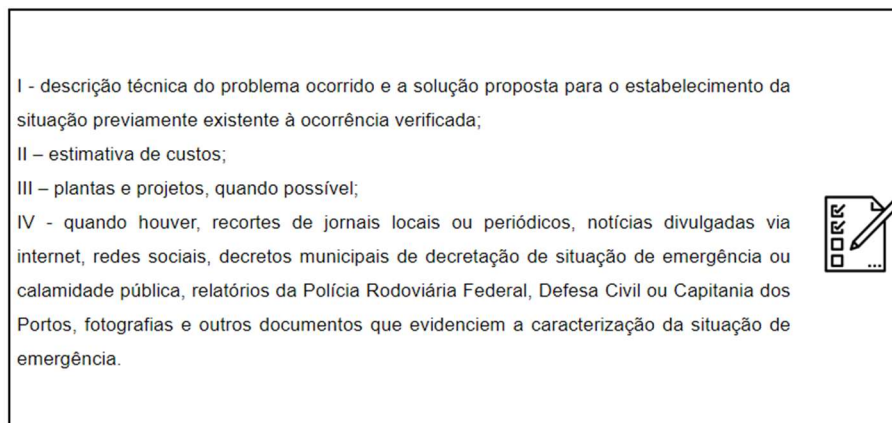 I - descrição técnica do problema ocorrido e a solução proposta para o estabelecimento da
situação previamente existente à ocorrência verificada;
II – estimativa de custos;
III – plantas e projetos, quando possível;
IV - quando houver, recortes de jornais locais ou periódicos, notícias divulgadas via
internet, redes sociais, decretos municipais de decretação de situação de emergência ou
calamidade pública, relatórios da Polícia Rodoviária Federal, Defesa Civil ou Capitania dos
Portos, fotografias e outros documentos que evidenciem a caracterização da situação de
emergência.